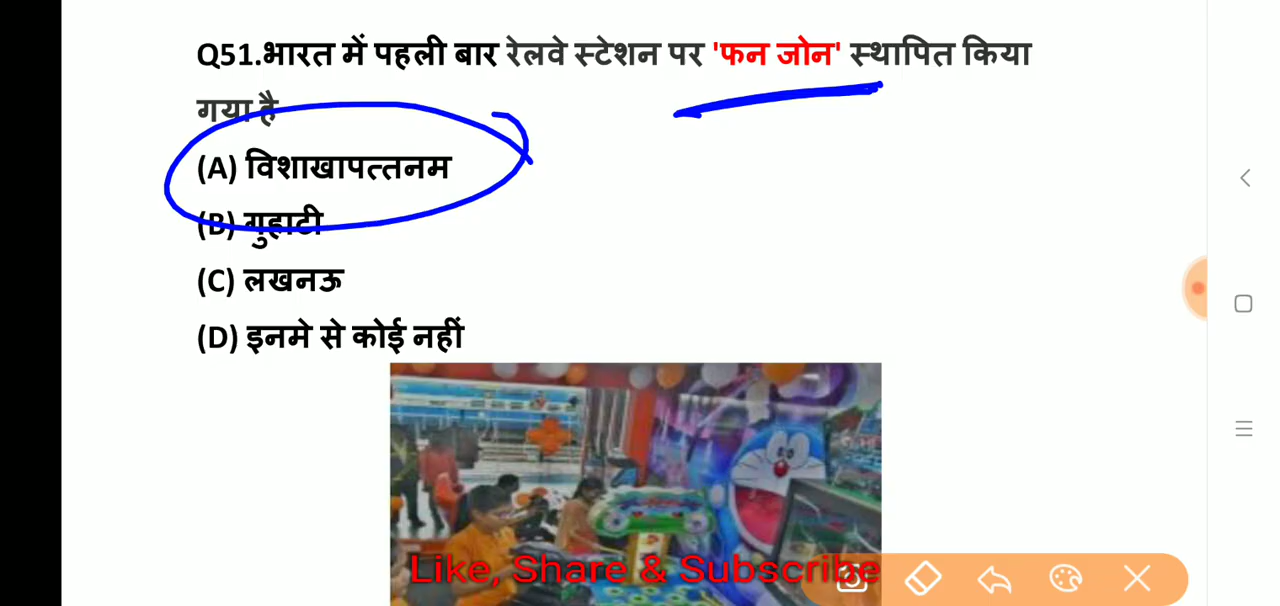 Q51.भारत में पहली बार रेलवे स्टेशन पर 'फन जोन' स्थापित किया
गया है
(A) विशाखापत्तनम
(B) गुहाटी
(C) लखनऊ
(D) इनमे से कोई नहीं
Like, Share & Subscribe